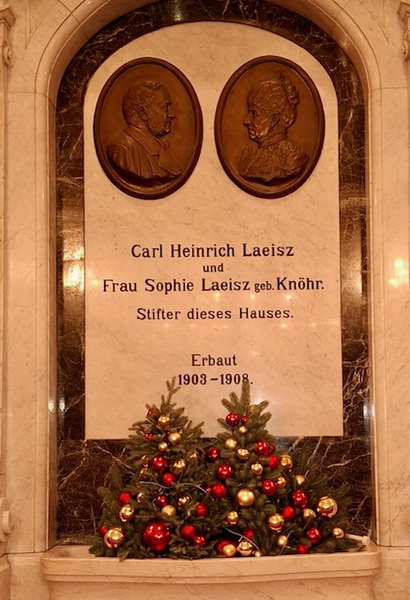 Carl Heinrich Laeisz
und
Frau Sophie Laeisz geb. Knöhr.
Stifter dieses Hauses.
Erbaut
1903–1908.